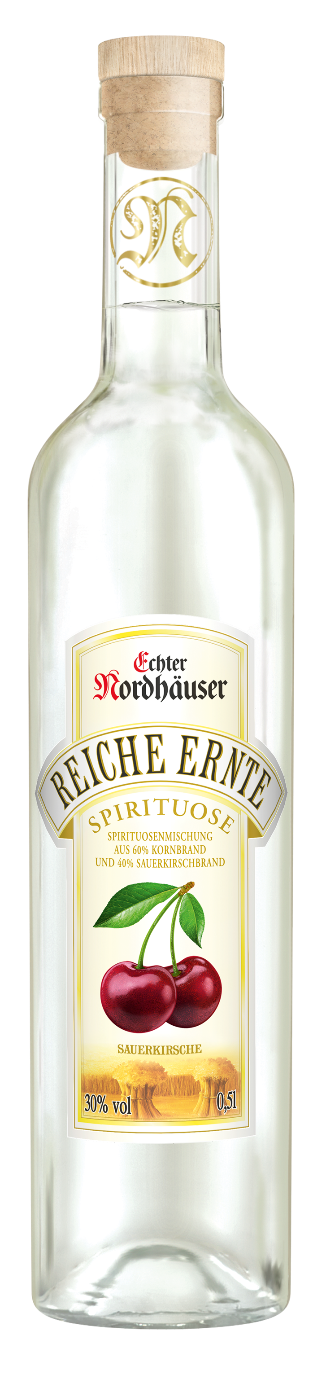 N
Echter
Nordhäuser
REICHE ERNTE
SPIRITUOSE
SPIRITUOSENMISCHUNG
AUS 60% KORNBRAND
UND 40% SAUERKIRSCHBRAND
SAUERKIRSCHE
30% vol 0,5l